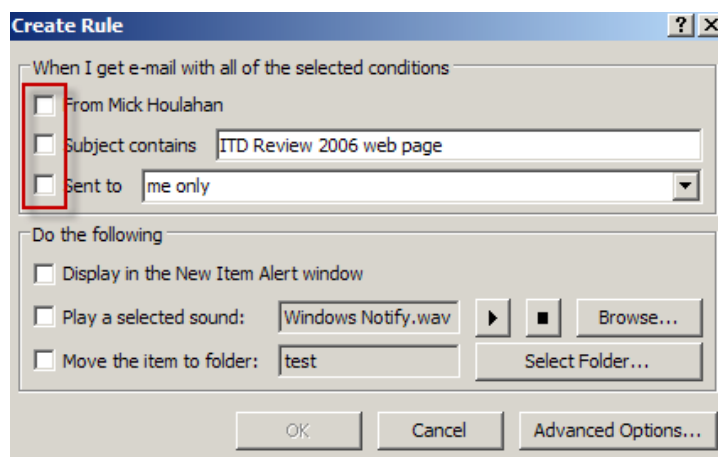 Create Rule
When I get e-mail with all of the selected conditions
From Mick Houlahan
Subject contains ITD Review 2006 web page
Sent to me only
Do the following
Display in the New Item Alert window
Play a selected sound: Windows Notify.wav Browse...
Move the item to folder: test Select Folder...
OK Cancel Advanced Options...